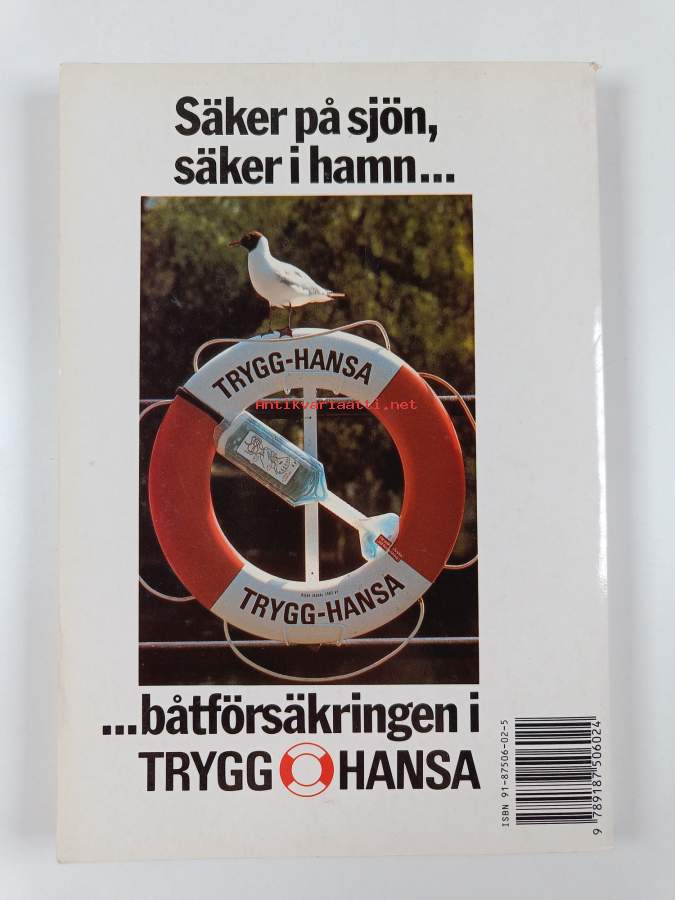 Säker på sjön,
säker i hamn...
TRYGG-HANSA
Antikvariaatti.net
TRYGG-HANSA
...båtförsäkringen i
TRYGG HANSA
ISBN 91-87506-02-5
9 789187 506024